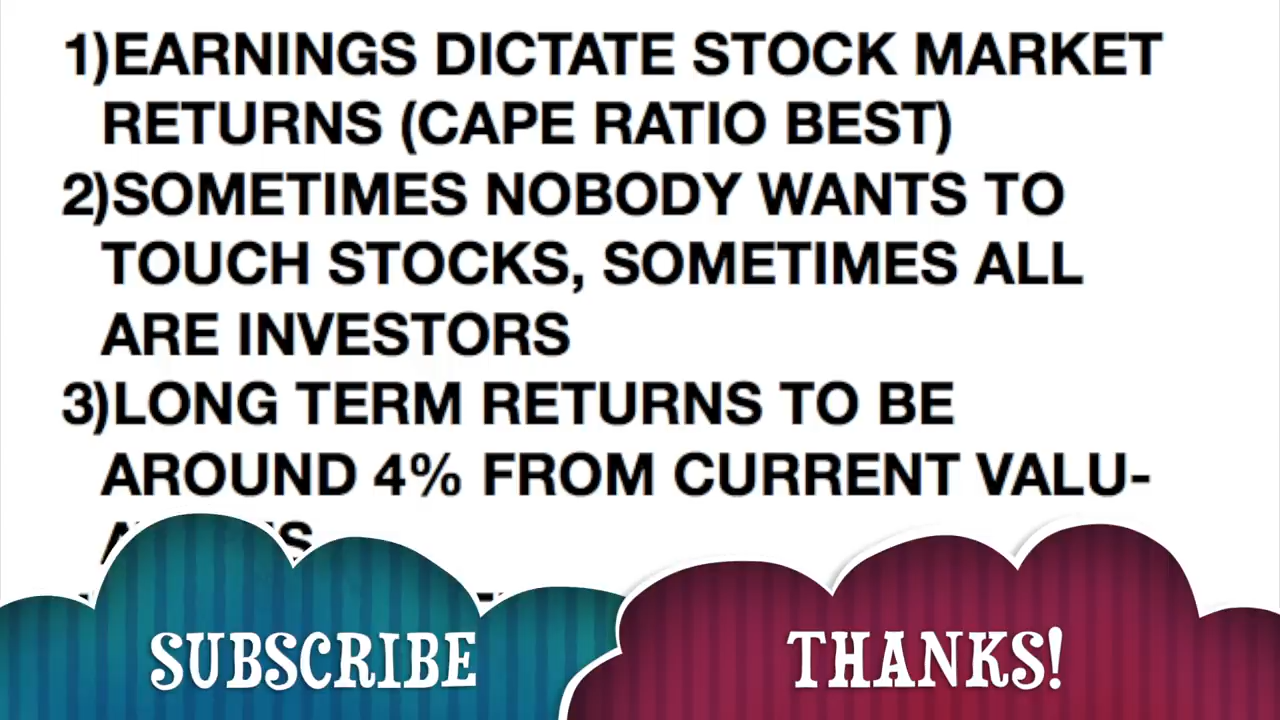 1)EARNINGS DICTATE STOCK MARKET
RETURNS (CAPE RATIO BEST)
2)SOMETIMES NOBODY WANTS TO
TOUCH STOCKS, SOMETIMES ALL
ARE INVESTORS
3)LONG TERM RETURNS TO BE
AROUND 4% FROM CURRENT VALU-
SUBSCRIBE
THANKS!